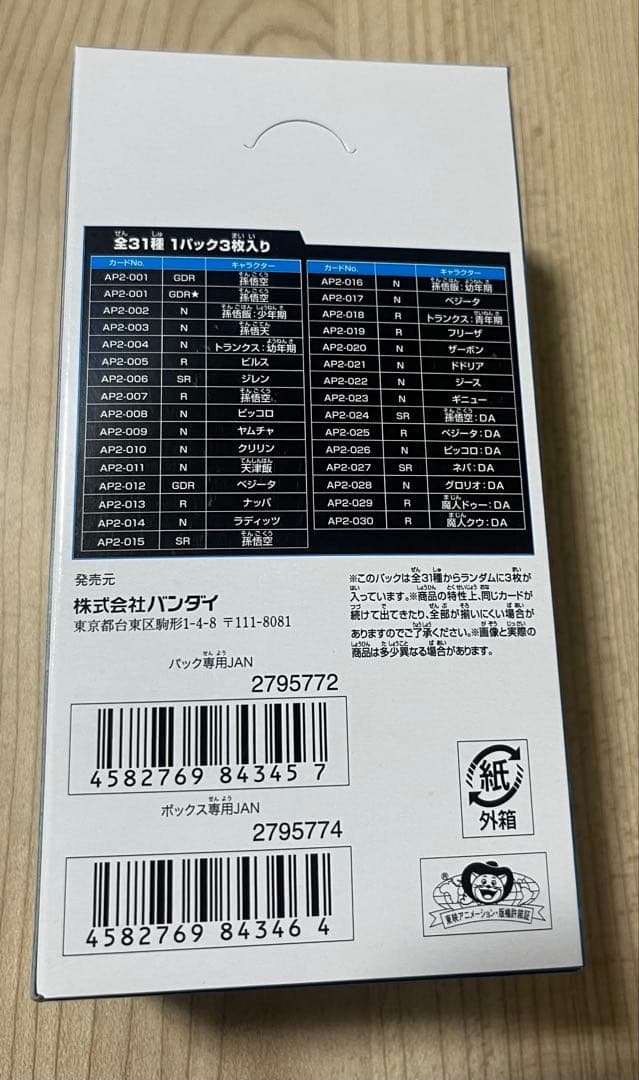 全31種 1パック3枚入り
カードNo. キャラクター
AP2-001 GDR 孫悟空
AP2-001 GDR★ 孫悟空
AP2-002 N 孫悟飯:少年期
AP2-003 N 孫悟天
AP2-004 N トランクス:幼年期
AP2-005 R ビルス
AP2-006 SR ジレン
AP2-007 R 孫悟空
AP2-008 N ピッコロ
AP2-009 N ヤムチャ
AP2-010 N クリリン
AP2-011 N 天津飯
AP2-012 GDR ベジータ
AP2-013 R ナッパ
AP2-014 N ラディッツ
AP2-015 SR 孫悟空
カードNo. キャラクター
AP2-016 N 孫悟飯:幼年期
AP2-017 N ベジータ
AP2-018 R トランクス:青年期
AP2-019 R フリーザ
AP2-020 N ザーボン
AP2-021 N ドドリア
AP2-022 N ジース
AP2-023 N ギニュー
AP2-024 SR 孫悟空:DA
AP2-025 R ベジータ:DA
AP2-026 N ピッコロ:DA
AP2-027 SR ネバ:DA
AP2-028 N グロリオ:DA
AP2-029 R 魔人ドゥー:DA
AP2-030 R 魔人クウ:DA
発売元
株式会社バンダイ
東京都台東区駒形1-4-8 〒111-8081
※このパックは全31種からランダムに3枚が
入っています。※商品の特性上、同じカードが
続けて出てきたり、全部が揃いにくい場合が
ありますのでご了承ください。※画像と実際の
商品は多少異なる場合があります。
パック専用JAN
2795772
4582769 843457
ボックス専用JAN
2795774
4582769 843464
紙
外箱
®
東映アニメーション・版権許諾証